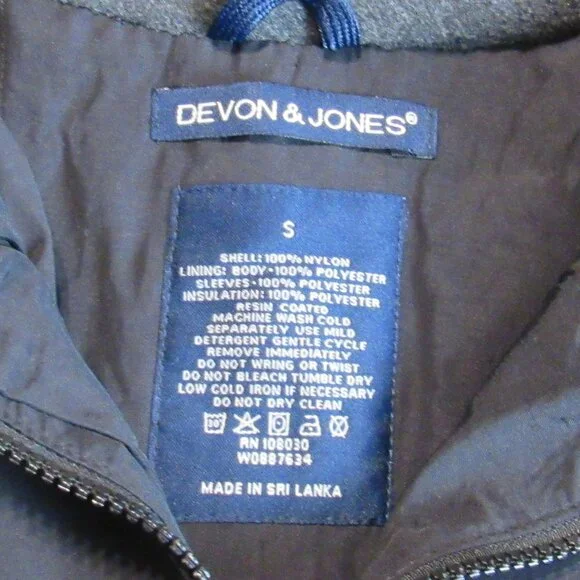 DEVON & JONES®
S
SHELL: 100% NYLON
LINING: BODY-100% POLYESTER
SLEEVES-100% POLYESTER
INSULATION: 100% POLYESTER
RESIN COATED
MACHINE WASH COLD
SEPARATELY USE MILD
DETERGENT GENTLE CYCLE
REMOVE IMMEDIATELY
DO NOT WRING OR TWIST
DO NOT BLEACH TUMBLE DRY
LOW COLD IRON IF NECESSARY
DO NOT DRY CLEAN
30°
RN 108030
W0887634
MADE IN SRI LANKA